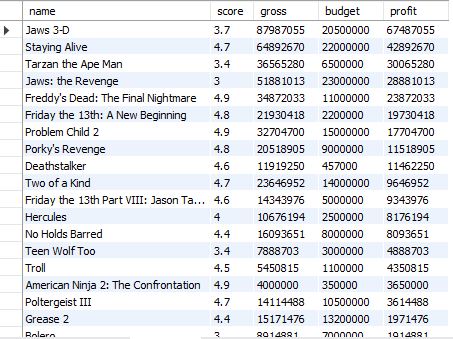 name score gross budget profit
Jaws 3-D 3.7 87987055 20500000 67487055
Staying Alive 4.7 64892670 22000000 42892670
Tarzan the Ape Man 3.4 36565280 6500000 30065280
Jaws: the Revenge 3 51881013 23000000 28881013
Freddy's Dead: The Final Nightmare 4.9 34872033 11000000 23872033
Friday the 13th: A New Beginning 4.8 21930418 2200000 19730418
Problem Child 2 4.9 32704700 15000000 17704700
Porky's Revenge 4.8 20518905 9000000 11518905
Deathstalker 4.6 11919250 457000 11462250
Two of a Kind 4.7 23646952 14000000 9646952
Friday the 13th Part VIII: Jason Ta... 4.6 14343976 5000000 9343976
Hercules 4 10676194 2500000 8176194
No Holds Barred 4.4 16093651 8000000 8093651
Teen Wolf Too 3.4 7888703 3000000 4888703
Troll 4.5 5450815 1100000 4350815
American Ninja 2: The Confrontation 4.9 4000000 350000 3650000
Poltergeist III 4.7 14114488 10500000 3614488
Grease 2 4.4 15171476 13200000 1971476
Bolero 3 8914881 7000000 1914881